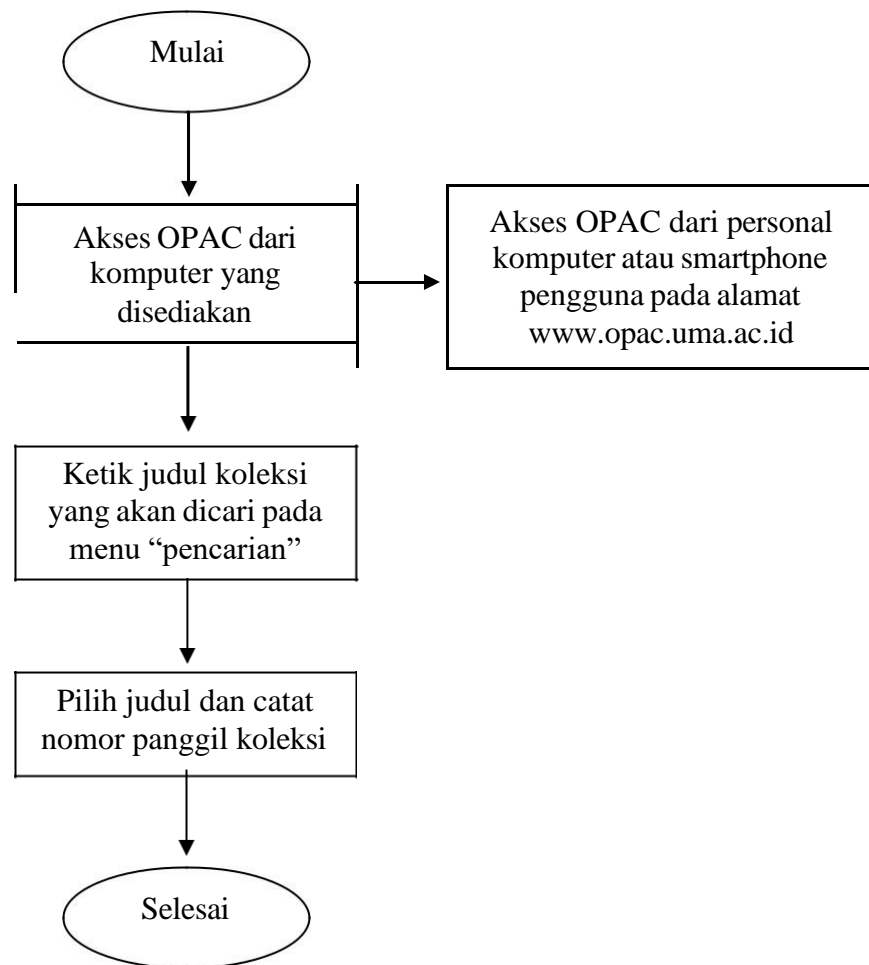 Mulai
Akses OPAC dari
komputer yang
disediakan
Akses OPAC dari personal
komputer atau smartphone
pengguna pada alamat
www.opac.uma.ac.id
Ketik judul koleksi
yang akan dicari pada
menu “pencarian”
Pilih judul dan catat
nomor panggil koleksi
Selesai